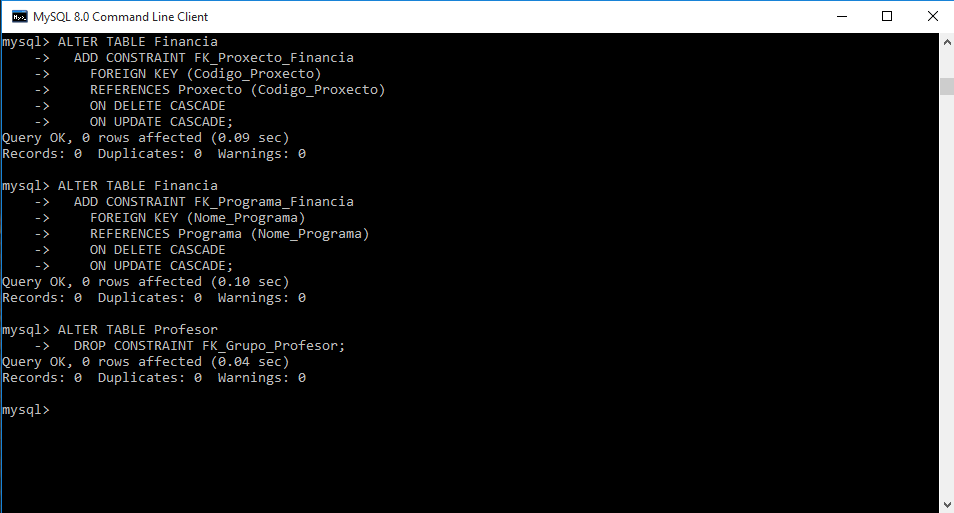 MySQL 8.0 Command Line Client
mysql> ALTER TABLE Financia
    ->   ADD CONSTRAINT FK_Proxecto_Financia
    ->     FOREIGN KEY (Codigo_Proxecto)
    ->     REFERENCES Proxecto (Codigo_Proxecto)
    ->     ON DELETE CASCADE
    ->     ON UPDATE CASCADE;
Query OK, 0 rows affected (0.09 sec)
Records: 0  Duplicates: 0  Warnings: 0

mysql> ALTER TABLE Financia
    ->   ADD CONSTRAINT FK_Programa_Financia
    ->     FOREIGN KEY (Nome_Programa)
    ->     REFERENCES Programa (Nome_Programa)
    ->     ON DELETE CASCADE
    ->     ON UPDATE CASCADE;
Query OK, 0 rows affected (0.10 sec)
Records: 0  Duplicates: 0  Warnings: 0

mysql> ALTER TABLE Profesor
    ->   DROP CONSTRAINT FK_Grupo_Profesor;
Query OK, 0 rows affected (0.04 sec)
Records: 0  Duplicates: 0  Warnings: 0

mysql>